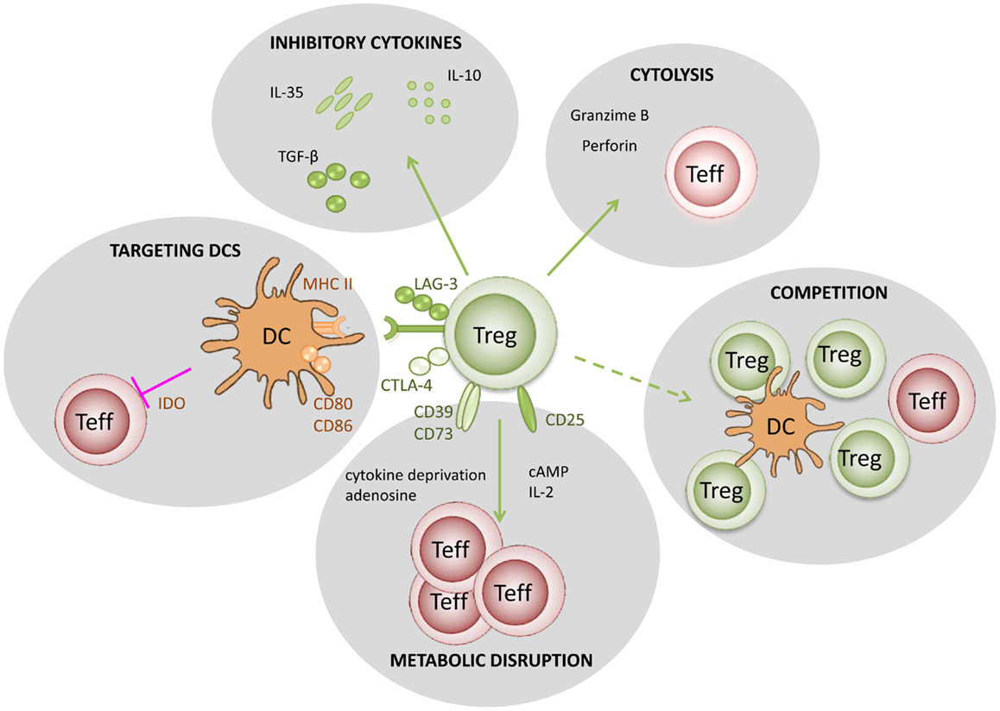 INHIBITORY CYTOKINES
IL-35
IL-10
TGF-β
CYTOLYSIS
Granzime B
Perforin
Teff
TARGETING DCS
MHC II
DC
IDO
Teff
CD80
CD86
LAG-3
Treg
CTLA-4
CD39
CD73
CD25
COMPETITION
Treg
Treg
Teff
DC
Treg
Treg
cytokine deprivation
adenosine
cAMP
IL-2
Teff
Teff
Teff
METABOLIC DISRUPTION